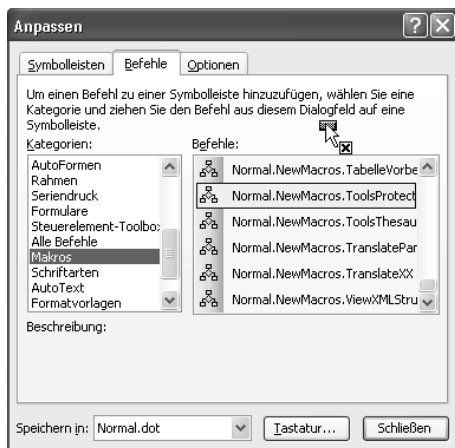 Anpassen
Symbolleisten Befehle Optionen
Um einen Befehl zu einer Symbolleiste hinzuzufügen, wählen Sie eine
Kategorie und ziehen Sie den Befehl aus diesem Dialogfeld auf eine
Symbolleiste.
Kategorien:
AutoFormen
Rahmen
Seriendruck
Formulare
Steuerelement-Toolbox
Alle Befehle
Makros
Schriftarten
AutoText
Formatvorlagen
Befehle:
Normal.NewMacros.TabelleVorbe
Normal.NewMacros.ToolsProtect
Normal.NewMacros.ToolsThesau
Normal.NewMacros.TranslatePar
Normal.NewMacros.TranslateXX
Normal.NewMacros.ViewXMLStru
Beschreibung:
Speichern in: Normal.dot Tastatur... Schließen